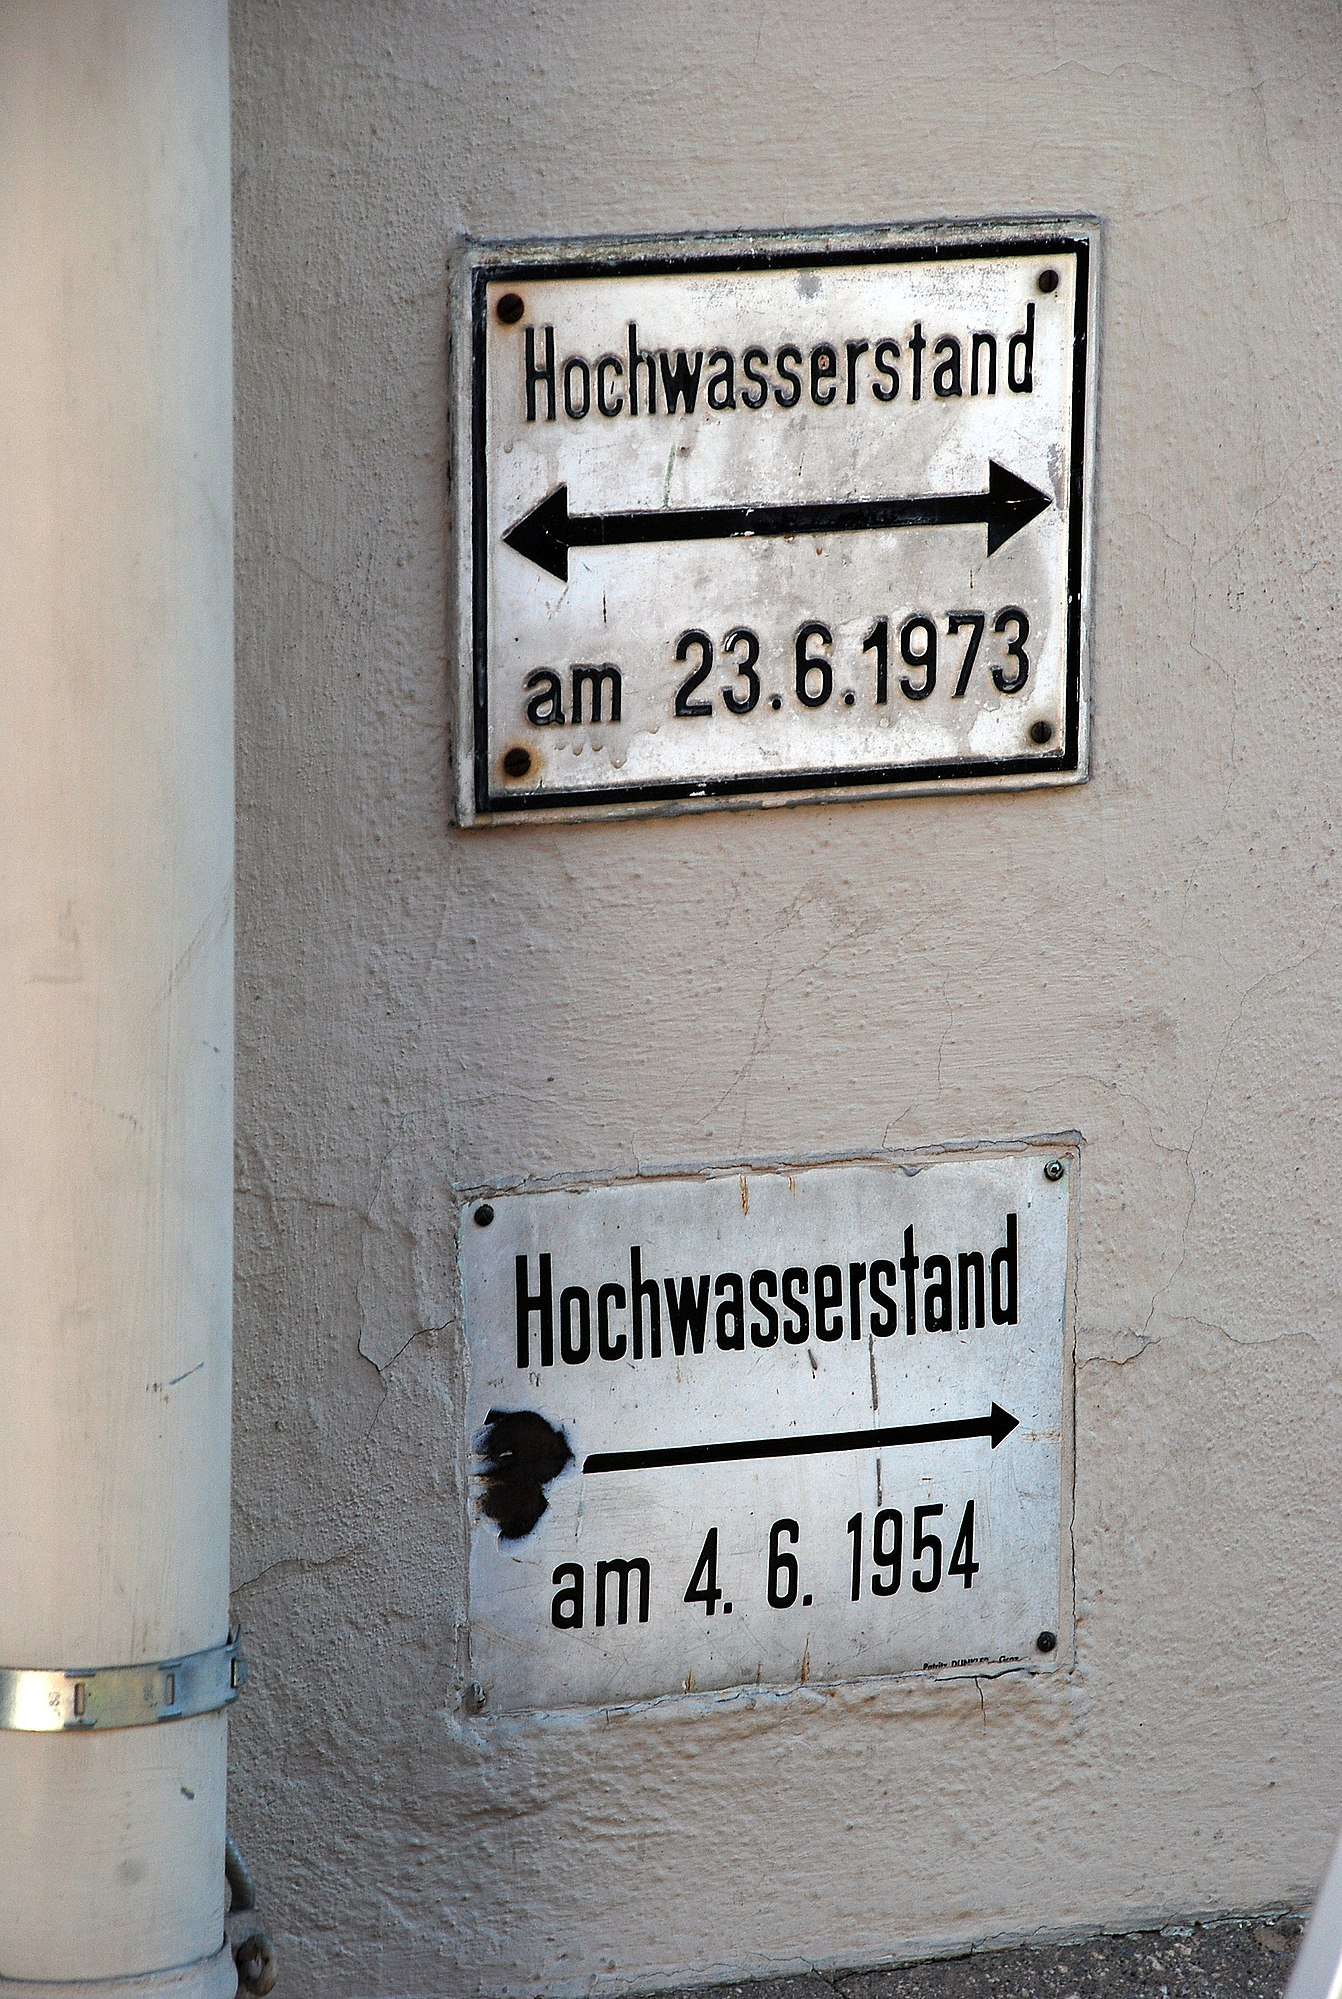 Hochwasserstand
am 23.6.1973
Hochwasserstand
am 4. 6. 1954